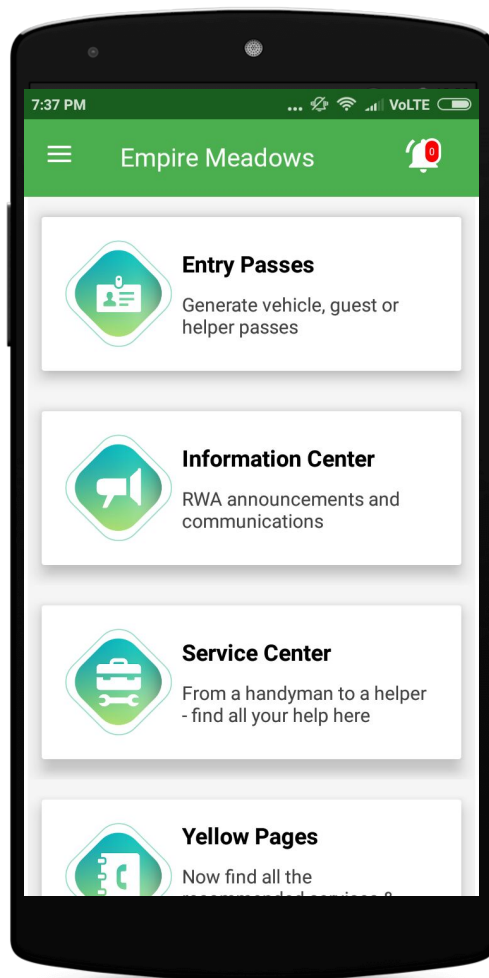 7:37 PM ... VoLTE
Empire Meadows 0
Entry Passes
Generate vehicle, guest or
helper passes
Information Center
RWA announcements and
communications
Service Center
From a handyman to a helper
- find all your help here
Yellow Pages
Now find all the
recommended services &